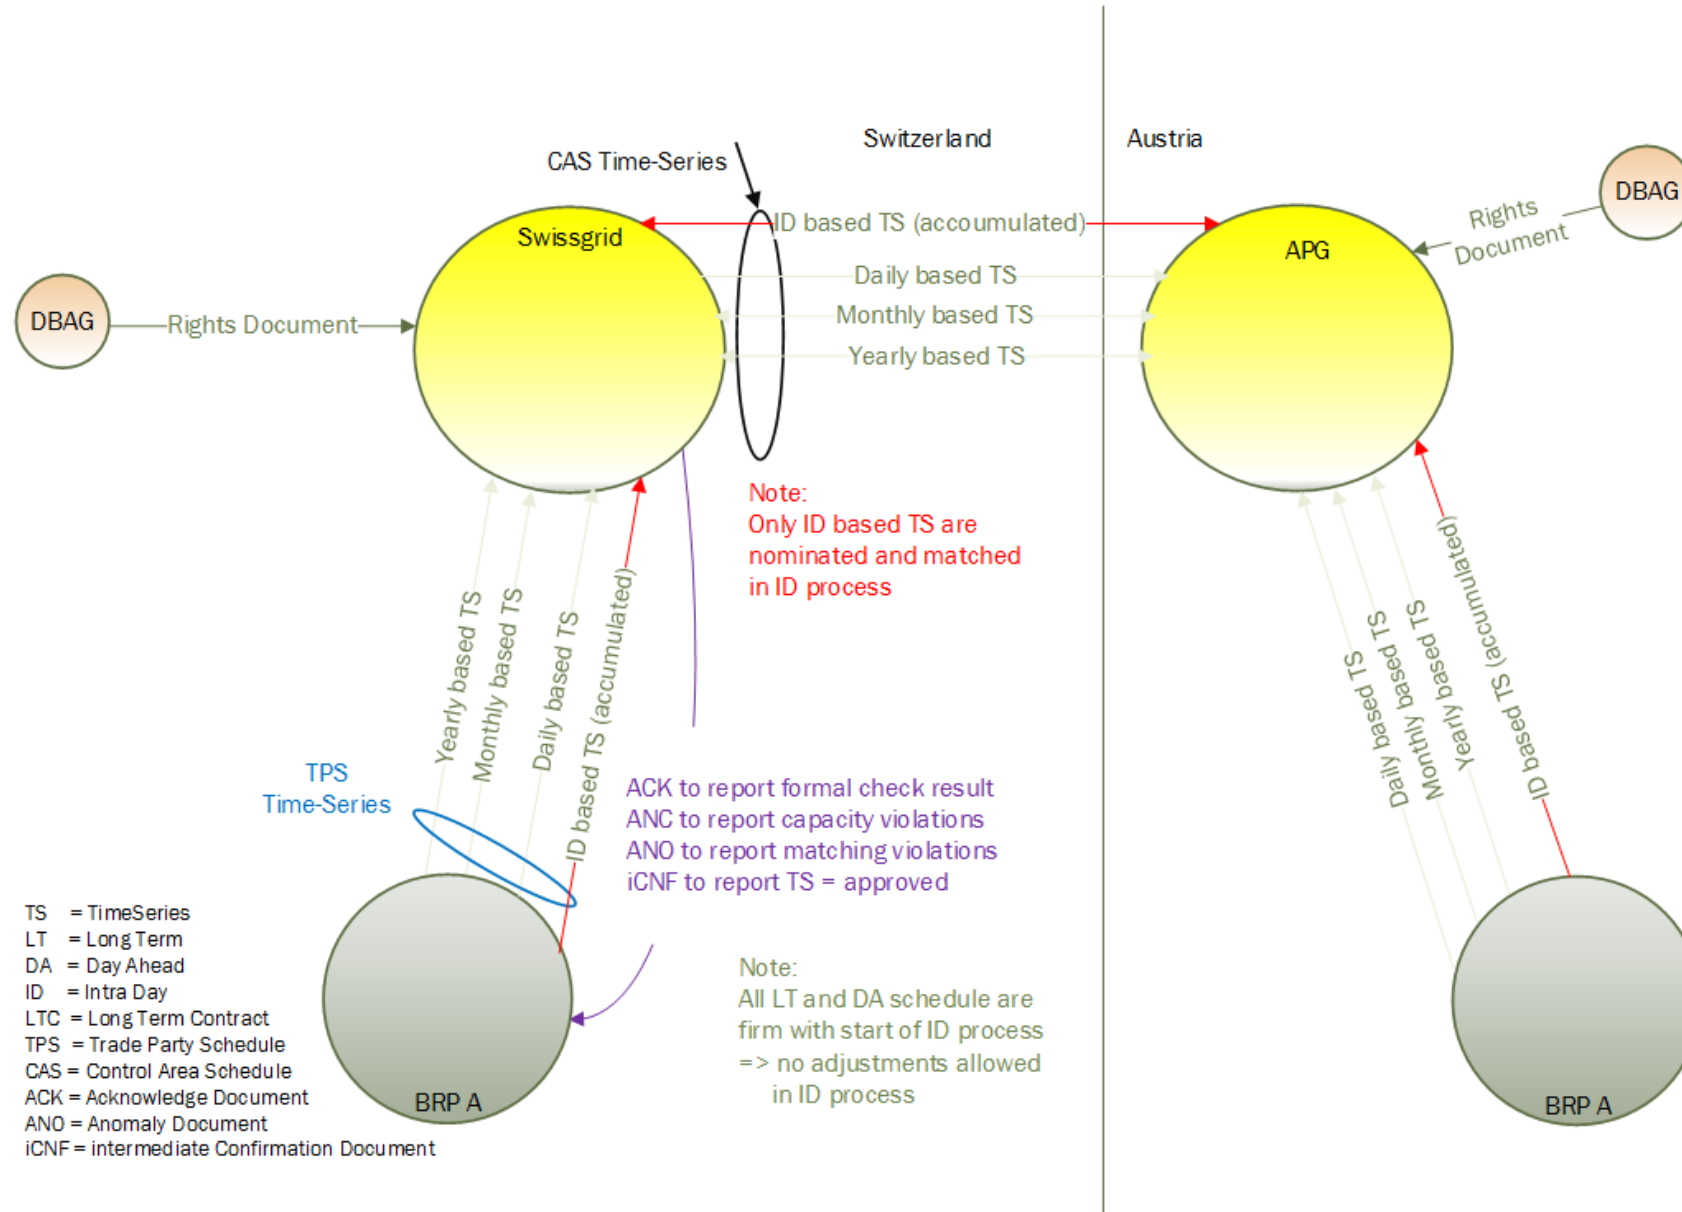 Switzerland
Austria
CAS Time-Series
DBAG
ID based TS (accoumulated)
Rights
Document
Swissgrid
APG
Daily based TS
Monthly based TS
Yearly based TS
DBAG
Rights Document
Note:
Only ID based TS are
nominated and matched
in ID process
Yearly based TS
Monthly based TS
Daily based TS
ID based TS (accumulated)
Daily based TS
Monthly based TS
Yearly based TS
ID based TS (accumulated)
TPS
Time-Series
ACK to report formal check result
ANC to report capacity violations
ANO to report matching violations
iCNF to report TS = approved
TS = TimeSeries
LT = Long Term
DA = Day Ahead
ID = Intra Day
LTC = Long Term Contract
TPS = Trade Party Schedule
CAS = Control Area Schedule
ACK = Acknowledge Document
ANO = Anomaly Document
iCNF = intermediate Confirmation Document
BRP A
Note:
All LT and DA schedule are
firm with start of ID process
=> no adjustments allowed
in ID process
BRP A